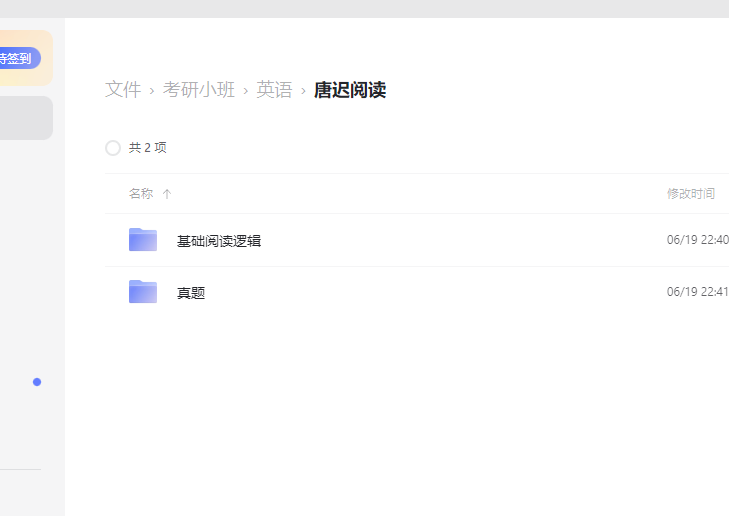 待签到
文件 › 考研小班 › 英语 › 唐迟阅读
共 2 项
名称 ↑ 修改时间
基础阅读逻辑 06/19 22:40
真题 06/19 22:41